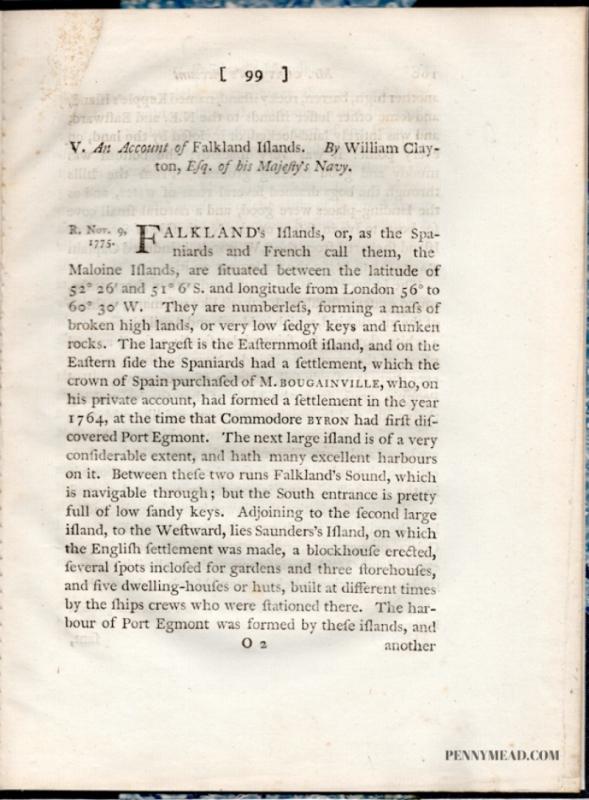 [ 99 ]
V. An Account of Falkland Iſlands. By William Clay-
ton, Eſq. of his Majeſty's Navy.
R. Nov. 9,
1775.
FALKLAND's Iſlands, or, as the Spa-
niards and French call them, the
Maloine Iſlands, are ſituated between the latitude of
52° 26′ and 51° 6′ S. and longitude from London 56° to
60° 30′ W. They are numberleſs, forming a maſs of
broken high lands, or very low ſedgy keys and ſunken
rocks. The largeſt is the Eaſternmoſt iſland, and on the
Eaſtern ſide the Spaniards had a ſettlement, which the
crown of Spain purchaſed of M. BOUGAINVILLE, who, on
his private account, had formed a ſettlement in the year
1764, at the time that Commodore BYRON had firſt diſ-
covered Port Egmont. The next large iſland is of a very
conſiderable extent, and hath many excellent harbours
on it. Between theſe two runs Falkland's Sound, which
is navigable through; but the South entrance is pretty
full of low ſandy keys. Adjoining to the ſecond large
iſland, to the Weſtward, lies Saunders's Iſland, on which
the Engliſh ſettlement was made, a blockhouſe erected,
ſeveral ſpots incloſed for gardens and three ſtorehouſes,
and five dwelling-houſes or huts, built at different times
by the ſhips crews who were ſtationed there. The har-
bour of Port Egmont was formed by theſe iſlands, and
O 2 another
PENNYMEAD.COM